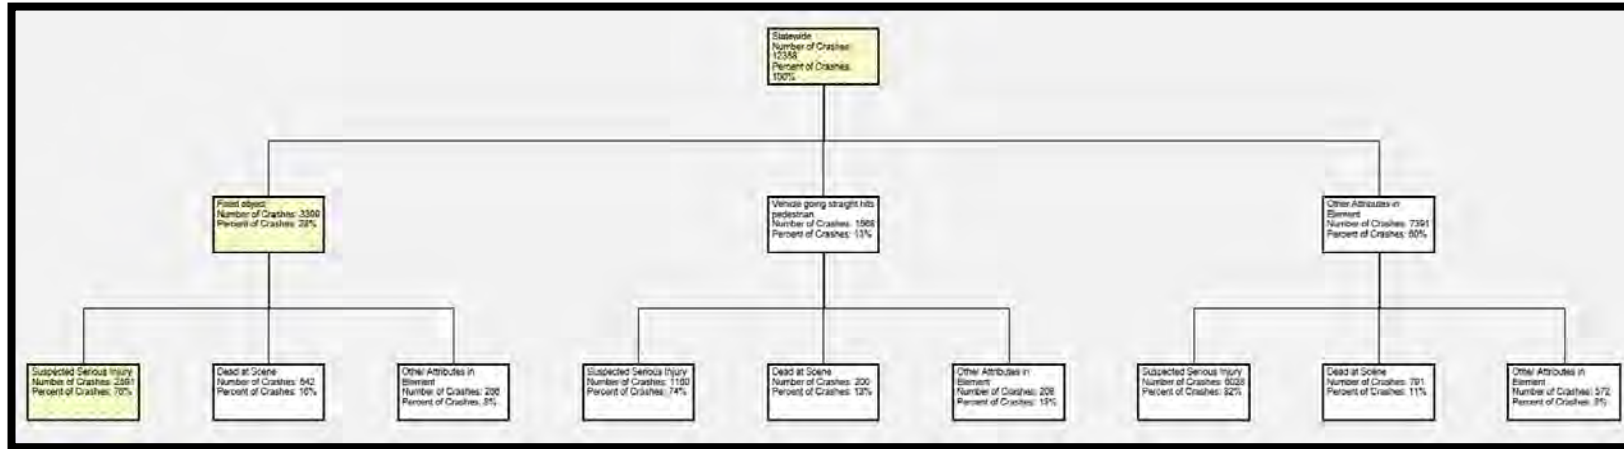 Statewide
Number of Crashes:
12358
Percent of Crashes:
100%
Fixed object
Number of Crashes: 3399
Percent of Crashes: 28%
Vehicle going straight hits
pedestrian
Number of Crashes: 1568
Percent of Crashes: 13%
Other Attributes in
Element
Number of Crashes: 7391
Percent of Crashes: 60%
Suspected Serious Injury
Number of Crashes: 2591
Percent of Crashes: 76%
Dead at Scene
Number of Crashes: 542
Percent of Crashes: 16%
Other Attributes in
Element
Number of Crashes: 266
Percent of Crashes: 8%
Suspected Serious Injury
Number of Crashes: 1160
Percent of Crashes: 74%
Dead at Scene
Number of Crashes: 200
Percent of Crashes: 13%
Other Attributes in
Element
Number of Crashes: 208
Percent of Crashes: 13%
Suspected Serious Injury
Number of Crashes: 6028
Percent of Crashes: 82%
Dead at Scene
Number of Crashes: 791
Percent of Crashes: 11%
Other Attributes in
Element
Number of Crashes: 572
Percent of Crashes: 8%